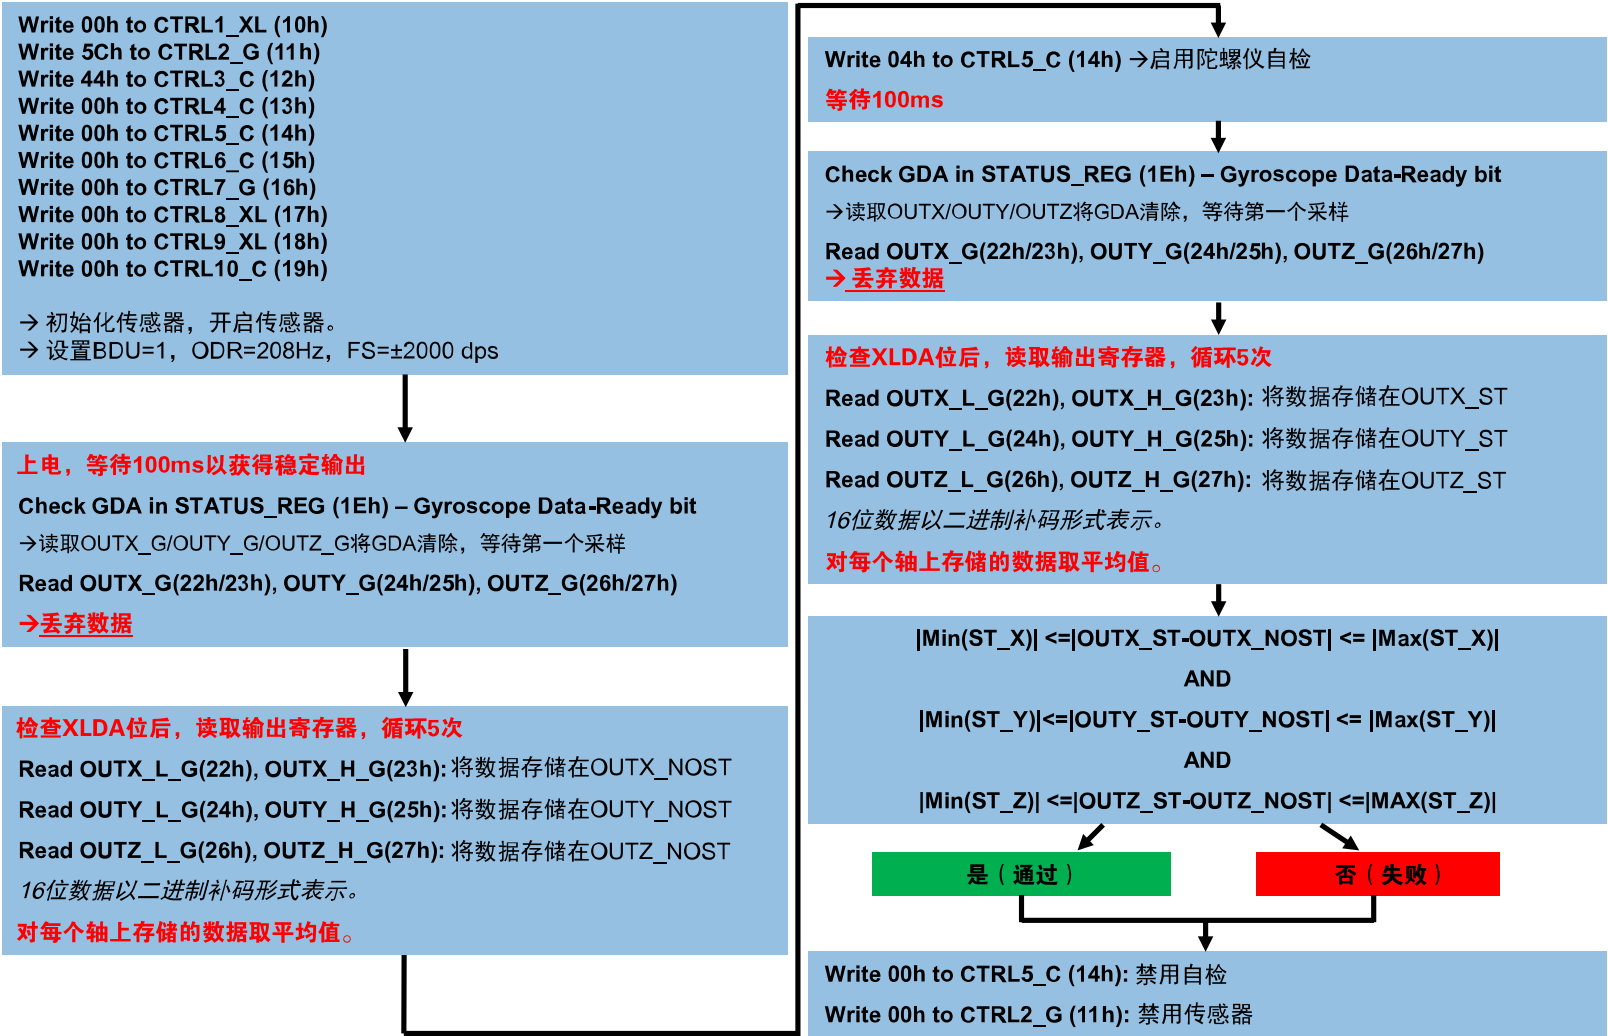 Write 00h to CTRL1_XL (10h)
Write 5Ch to CTRL2_G (11h)
Write 44h to CTRL3_C (12h)
Write 00h to CTRL4_C (13h)
Write 00h to CTRL5_C (14h)
Write 00h to CTRL6_C (15h)
Write 00h to CTRL7_G (16h)
Write 00h to CTRL8_XL (17h)
Write 00h to CTRL9_XL (18h)
Write 00h to CTRL10_C (19h)
→ 初始化传感器，开启传感器。
→ 设置BDU=1，ODR=208Hz，FS=±2000 dps
上电，等待100ms以获得稳定输出
Check GDA in STATUS_REG (1Eh) – Gyroscope Data-Ready bit
→读取OUTX_G/OUTY_G/OUTZ_G将GDA清除，等待第一个采样
Read OUTX_G(22h/23h), OUTY_G(24h/25h), OUTZ_G(26h/27h)
→丢弃数据
检查XLDA位后，读取输出寄存器，循环5次
Read OUTX_L_G(22h), OUTX_H_G(23h): 将数据存储在OUTX_NOST
Read OUTY_L_G(24h), OUTY_H_G(25h): 将数据存储在OUTY_NOST
Read OUTZ_L_G(26h), OUTZ_H_G(27h): 将数据存储在OUTZ_NOST
16位数据以二进制补码形式表示。
对每个轴上存储的数据取平均值。
Write 04h to CTRL5_C (14h) →启用陀螺仪自检
等待100ms
Check GDA in STATUS_REG (1Eh) – Gyroscope Data-Ready bit
→读取OUTX/OUTY/OUTZ将GDA清除，等待第一个采样
Read OUTX_G(22h/23h), OUTY_G(24h/25h), OUTZ_G(26h/27h)
→ 丢弃数据
检查XLDA位后，读取输出寄存器，循环5次
Read OUTX_L_G(22h), OUTX_H_G(23h): 将数据存储在OUTX_ST
Read OUTY_L_G(24h), OUTY_H_G(25h): 将数据存储在OUTY_ST
Read OUTZ_L_G(26h), OUTZ_H_G(27h): 将数据存储在OUTZ_ST
16位数据以二进制补码形式表示。
对每个轴上存储的数据取平均值。
|Min(ST_X)| <=|OUTX_ST-OUTX_NOST| <= |Max(ST_X)|
AND
|Min(ST_Y)|<=|OUTY_ST-OUTY_NOST| <= |Max(ST_Y)|
AND
|Min(ST_Z)| <=|OUTZ_ST-OUTZ_NOST| <=|MAX(ST_Z)|
是（通过）
否（失败）
Write 00h to CTRL5_C (14h): 禁用自检
Write 00h to CTRL2_G (11h): 禁用传感器